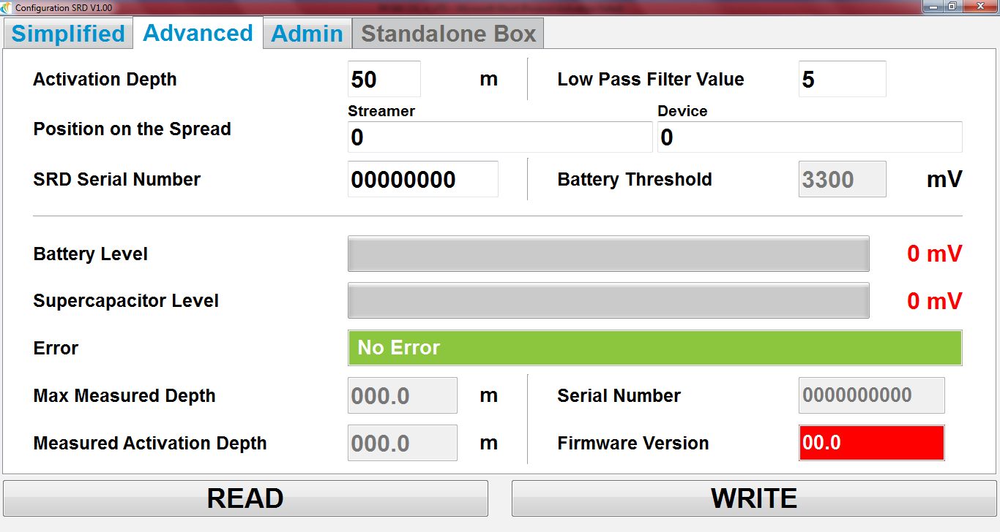 Configuration SRD V1.00
Simplified Advanced Admin Standalone Box
Activation Depth 50 m Low Pass Filter Value 5
Streamer Device
Position on the Spread 0 0
SRD Serial Number 00000000 Battery Threshold 3300 mV
Battery Level 0 mV
Supercapacitor Level 0 mV
Error No Error
Max Measured Depth 000.0 m Serial Number 0000000000
Measured Activation Depth 000.0 m Firmware Version 00.0
READ WRITE